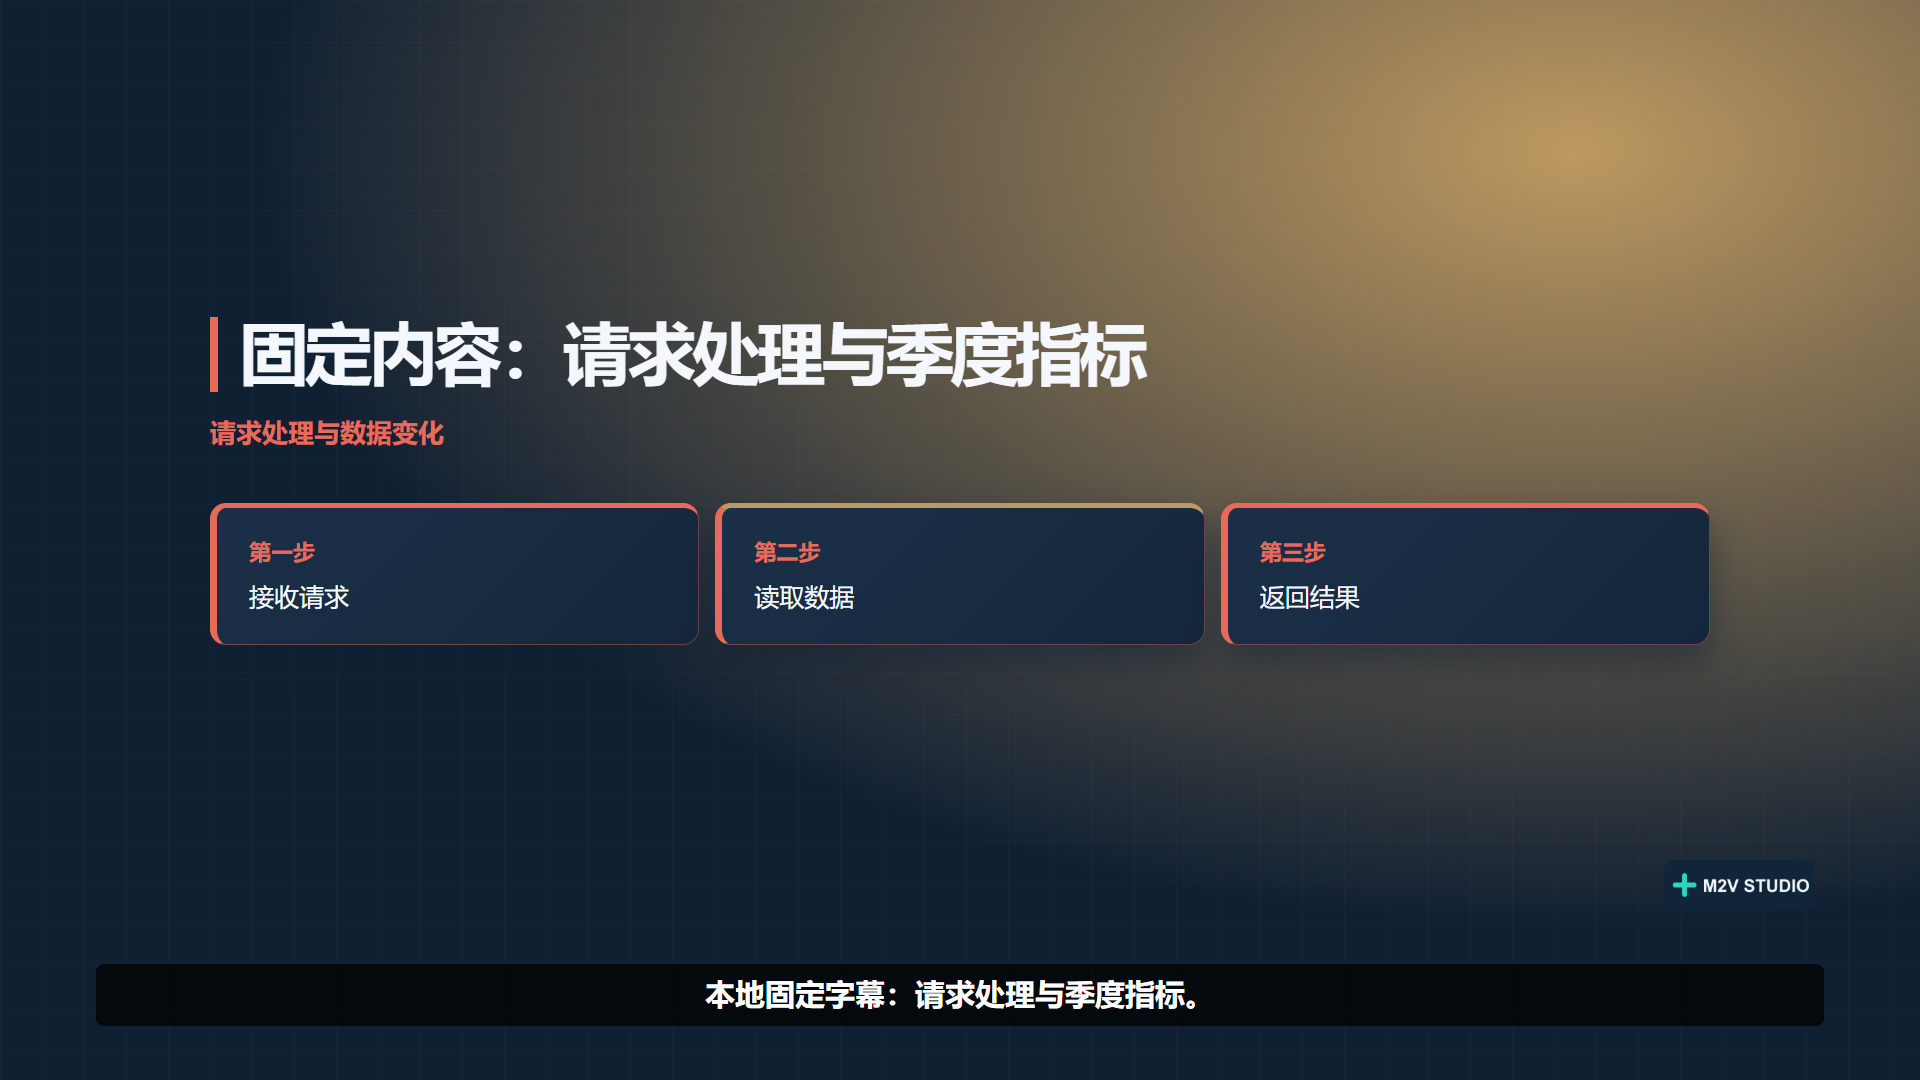 固定内容：请求处理与季度指标
请求处理与数据变化
第一步
接收请求
第二步
读取数据
第三步
返回结果
M2V STUDIO
本地固定字幕：请求处理与季度指标。